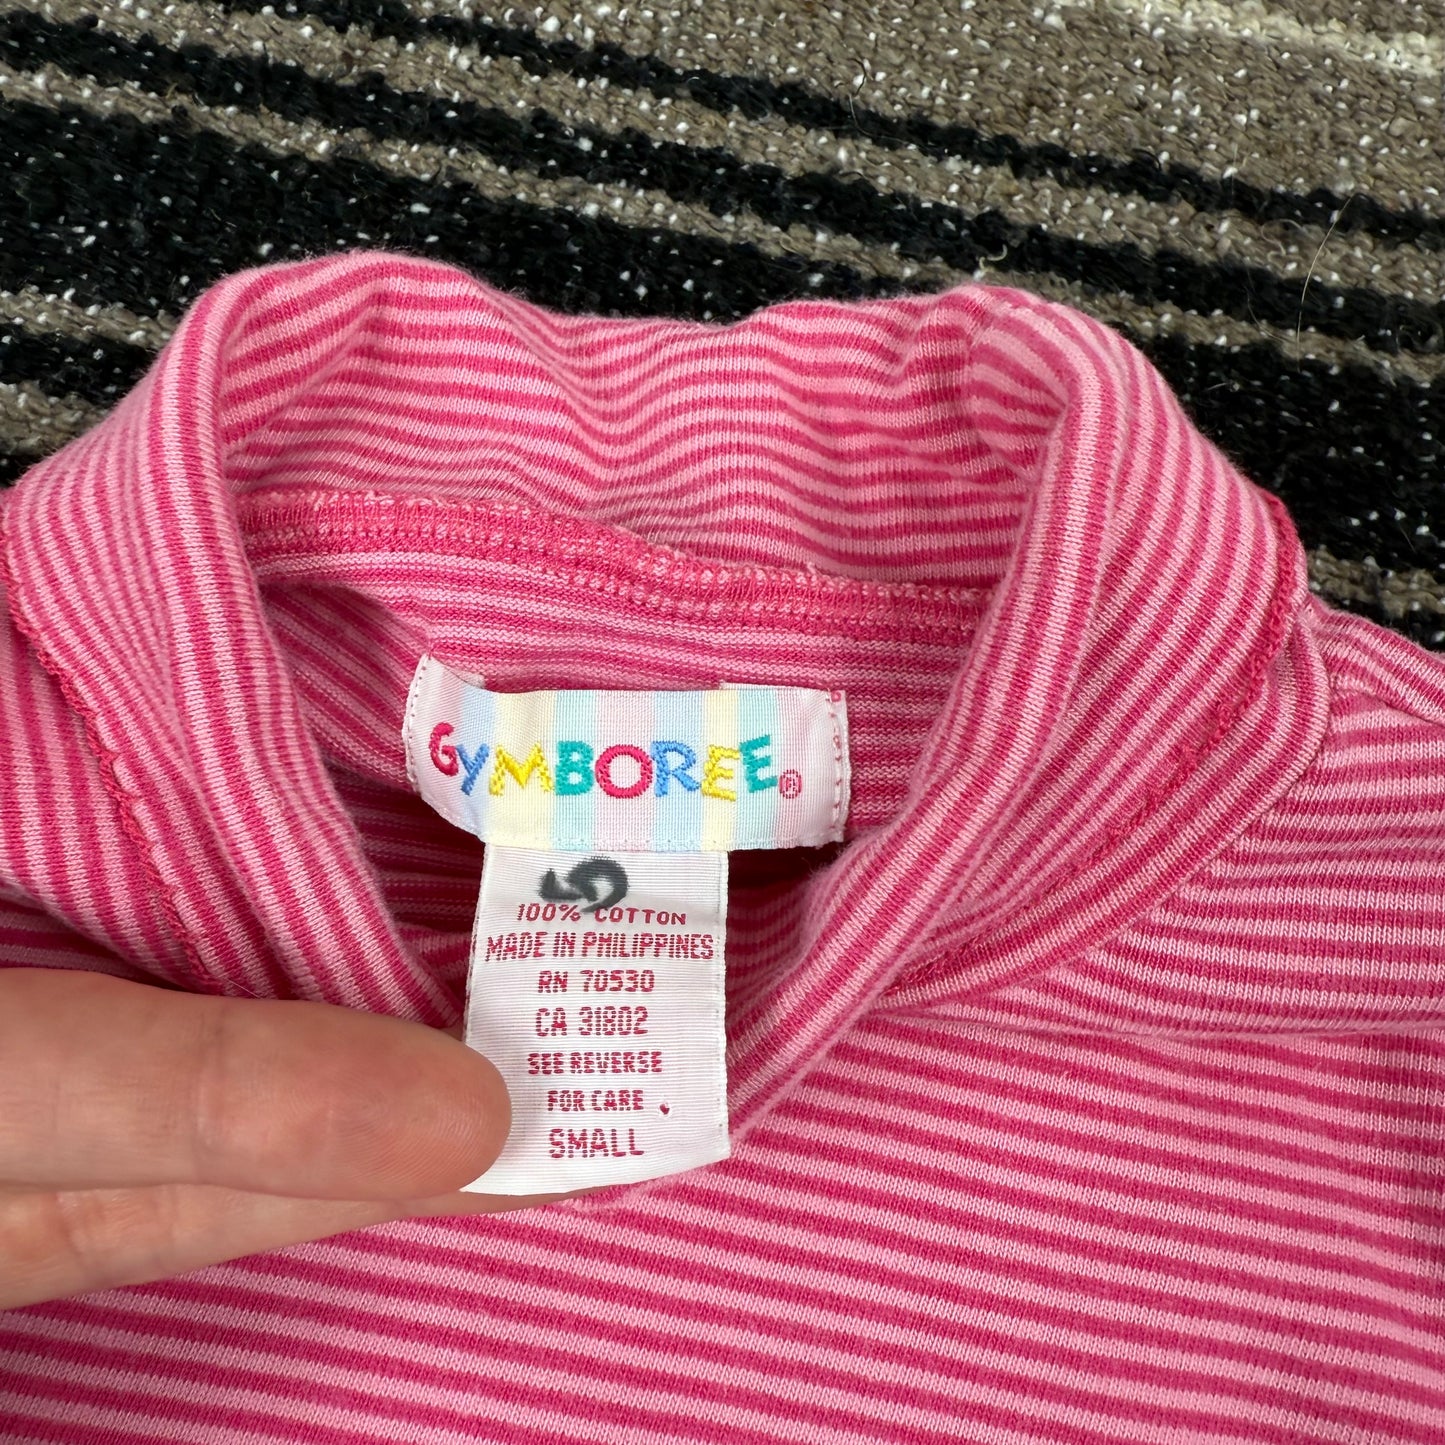 GYMBOREE®
100% COTTON
MADE IN PHILIPPINES
RN 70530
CA 31802
SEE REVERSE
FOR CARE
SMALL